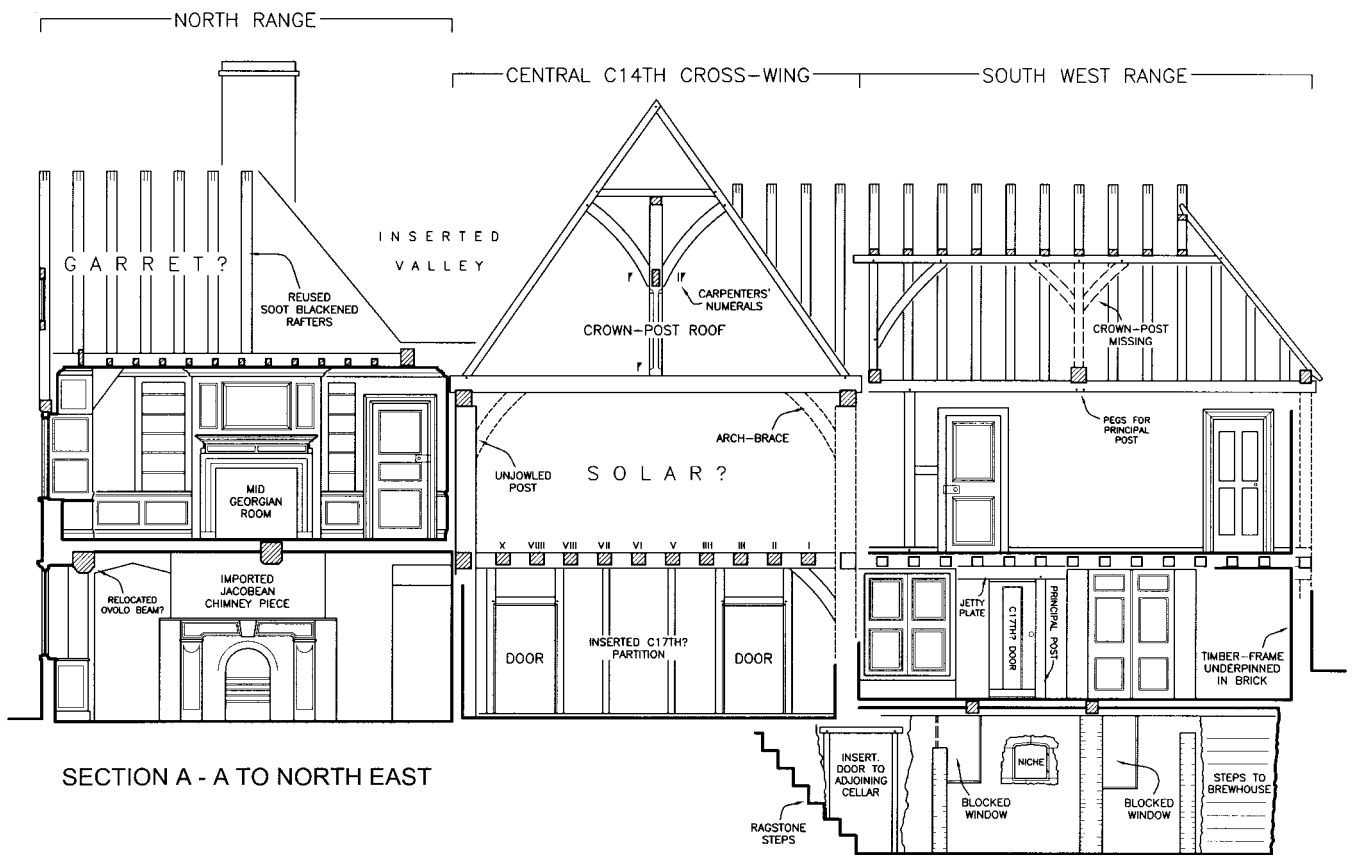 NORTH RANGE
CENTRAL C14TH CROSS-WING
SOUTH WEST RANGE
INSERTED
VALLEY
GARRET?
REUSED
SOOT BLACKENED
RAFTERS
CARPENTERS'
NUMERALS
CROWN-POST ROOF
CROWN-POST
MISSING
ARCH-BRACE
PEGS FOR
PRINCIPAL
POST
UNJOWLED
POST
SOLAR?
MID
GEORGIAN
ROOM
X VIIII VIII VII VI V IIII III II I
IMPORTED
JACOBEAN
CHIMNEY PIECE
RELOCATED
OVOLO BEAM?
INSERTED C17TH?
PARTITION
DOOR
DOOR
JETTY
PLATE
C17TH? DOOR
PRINCIPAL POST
TIMBER-FRAME
UNDERPINNED
IN BRICK
SECTION A - A TO NORTH EAST
INSERT.
DOOR TO
ADJOINING
CELLAR
NICHE
BLOCKED
WINDOW
BLOCKED
WINDOW
STEPS TO
BREWHOUSE
RAGSTONE
STEPS